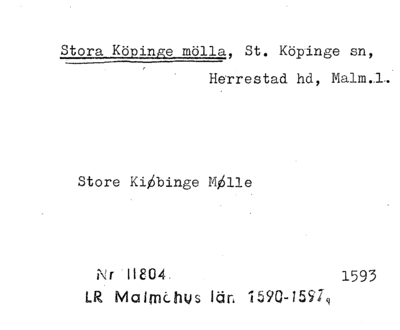 Stora Köpinge mölla, St. Köpinge sn,
Herrestad hd, Malm.l.
Store Kiøbinge Mølle
Nr 11804. 1593
LR Malmöhus län 1590-1597,